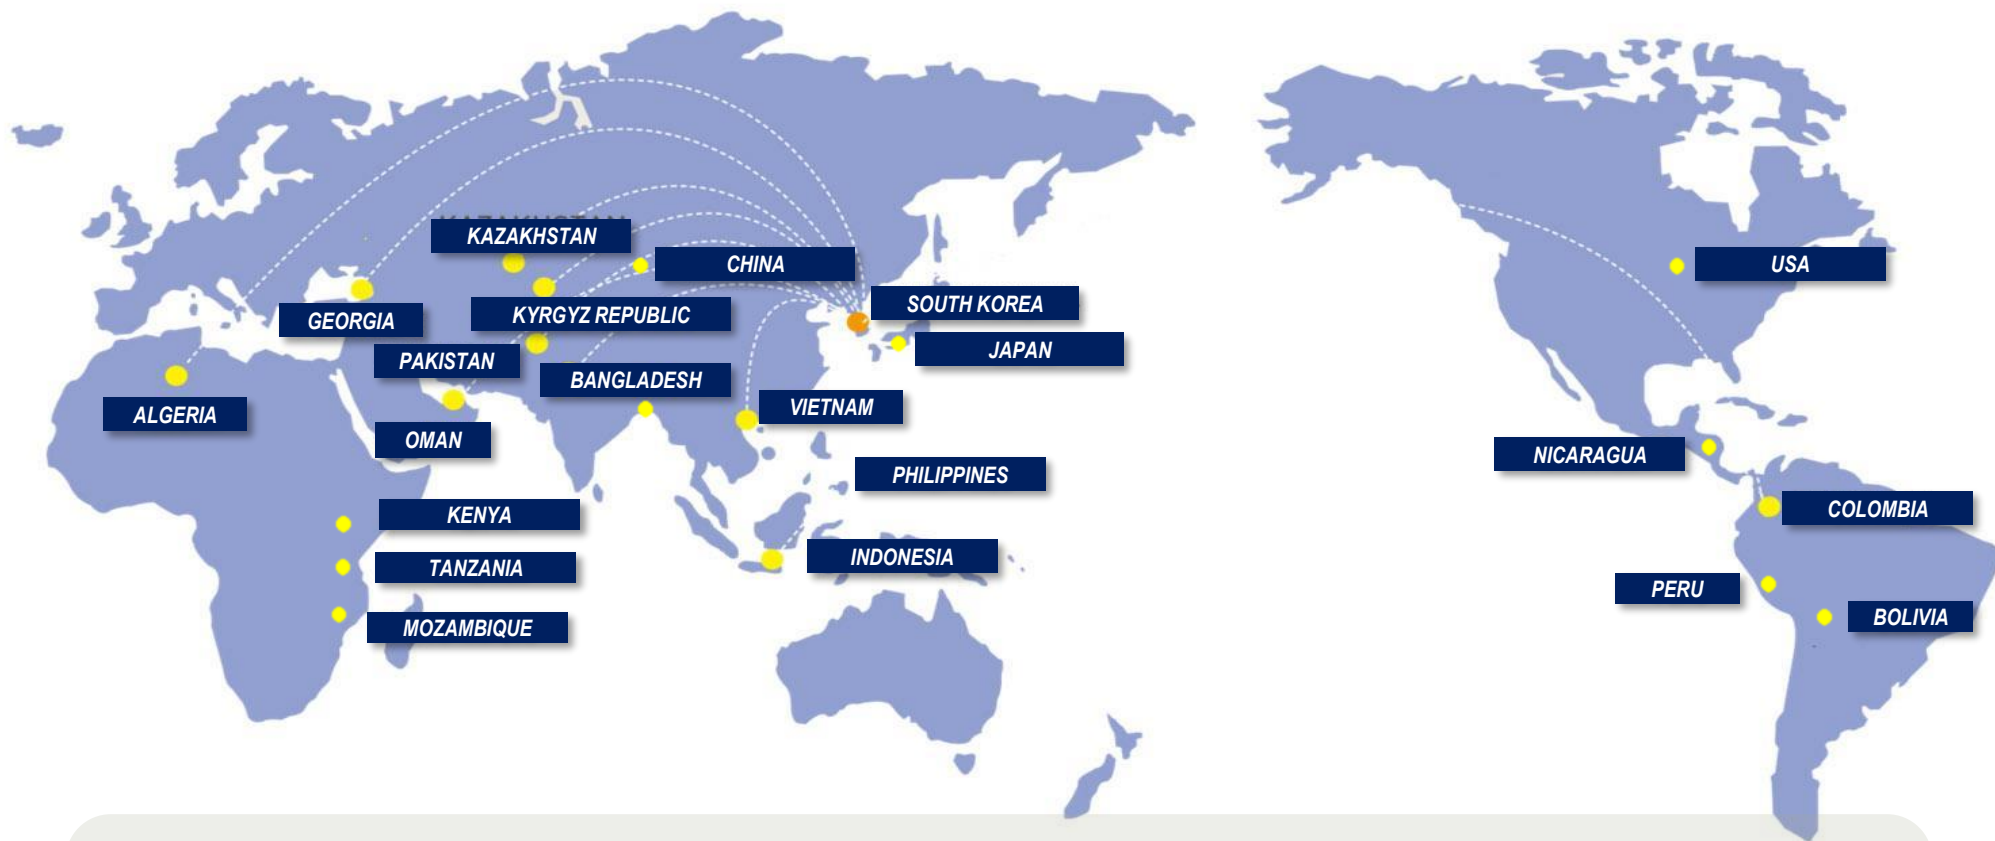 KAZAKHSTAN
KAZAKHSTAN
CHINA
USA
GEORGIA
KYRGYZ REPUBLIC
SOUTH KOREA
JAPAN
PAKISTAN
BANGLADESH
ALGERIA
VIETNAM
OMAN
NICARAGUA
PHILIPPINES
KENYA
COLOMBIA
TANZANIA
INDONESIA
PERU
MOZAMBIQUE
BOLIVIA